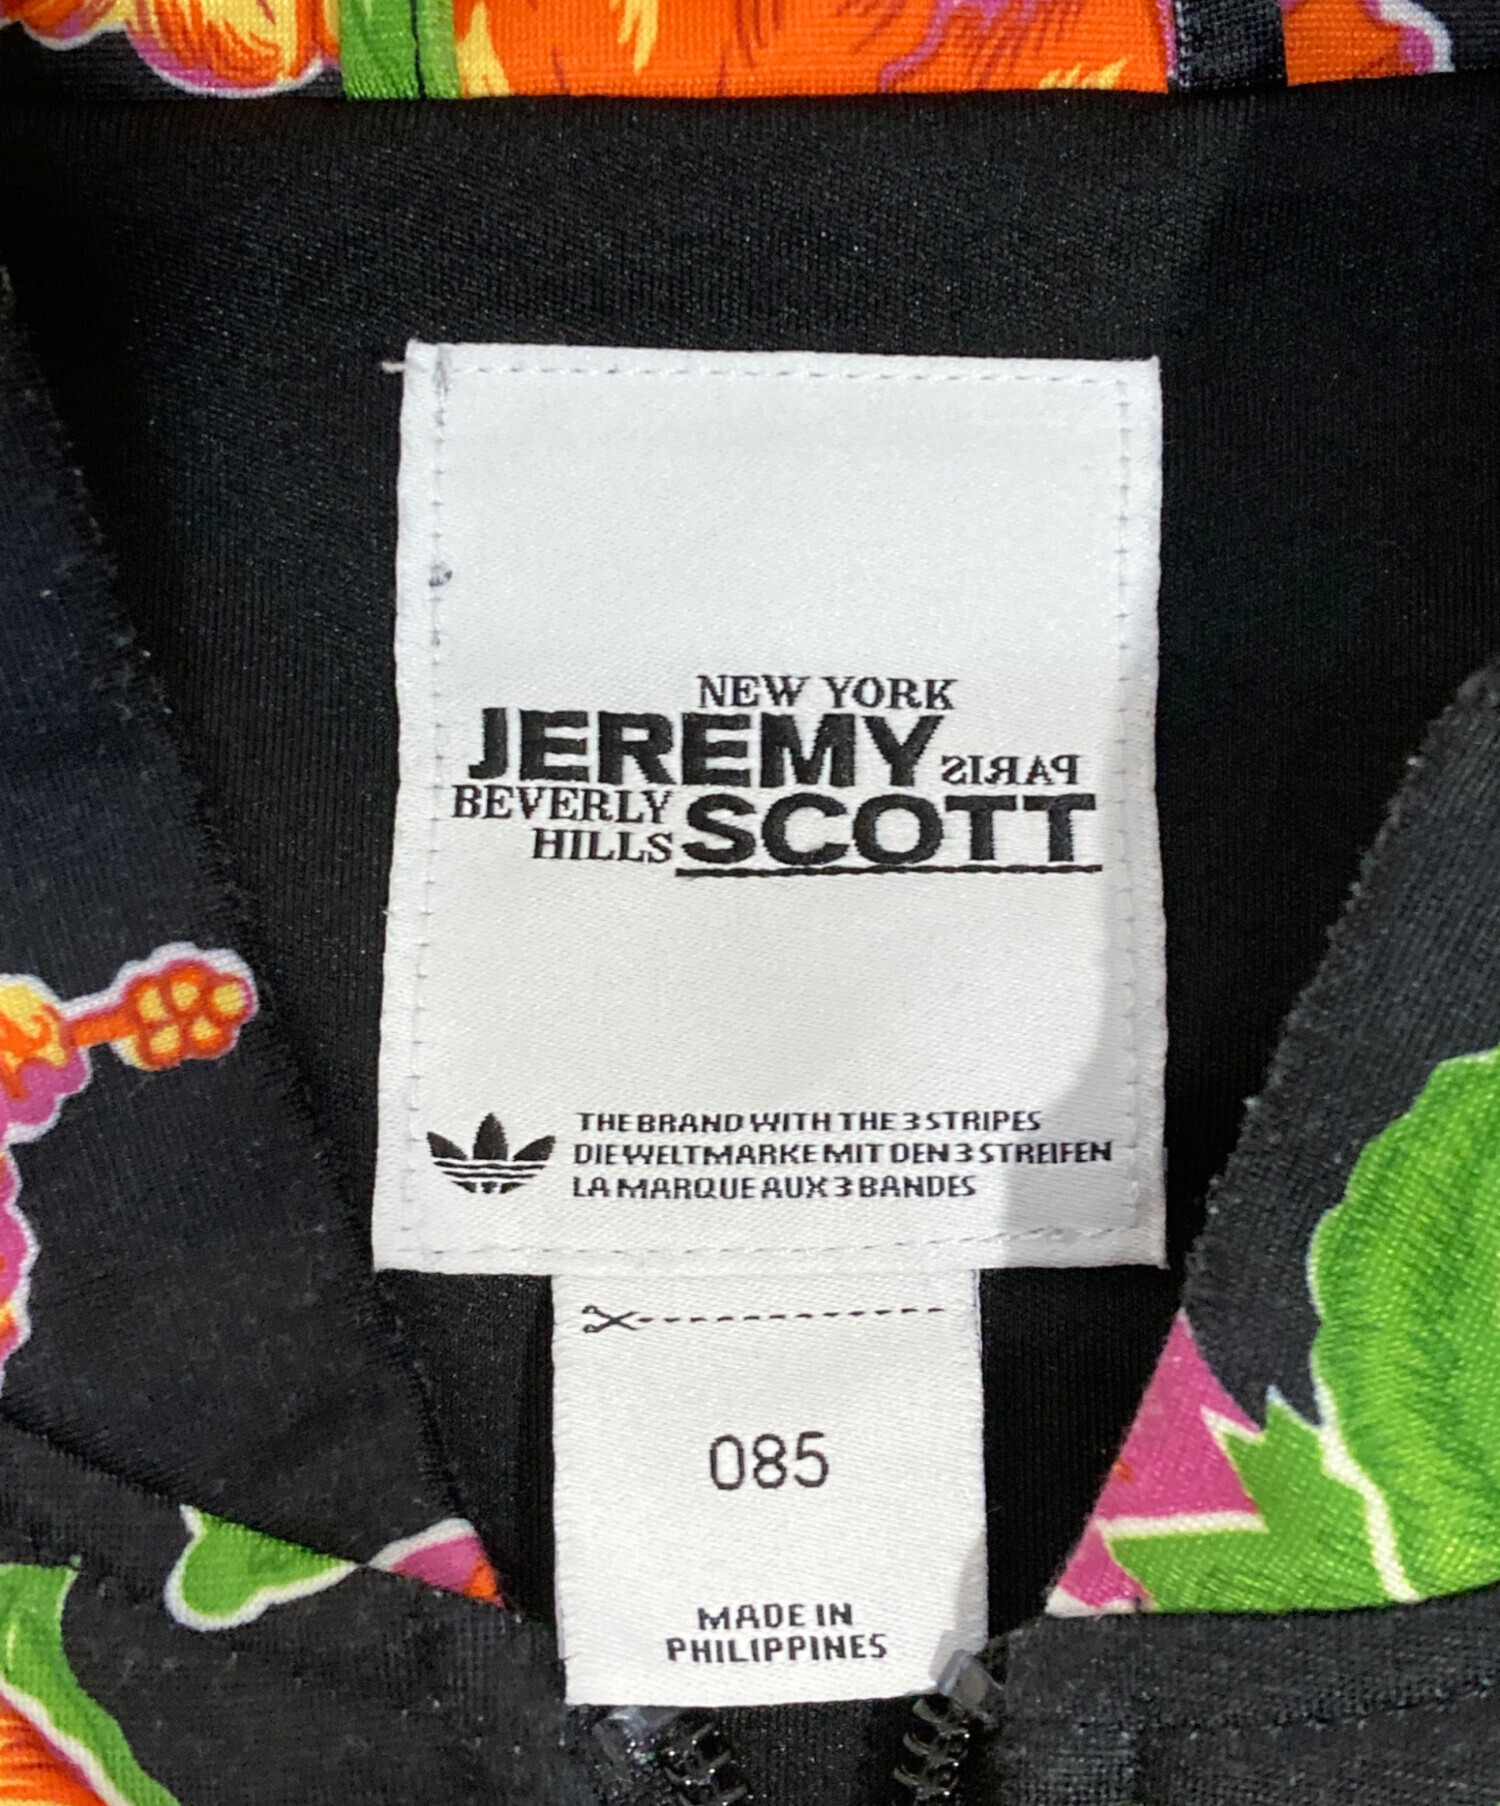 NEW YORK
JEREMY PARIS
BEVERLY
HILLS SCOTT
THE BRAND WITH THE 3 STRIPES
DIE WELTMARKE MIT DEN 3 STREIFEN
LA MARQUE AUX 3 BANDES
085
MADE IN
PHILIPPINES